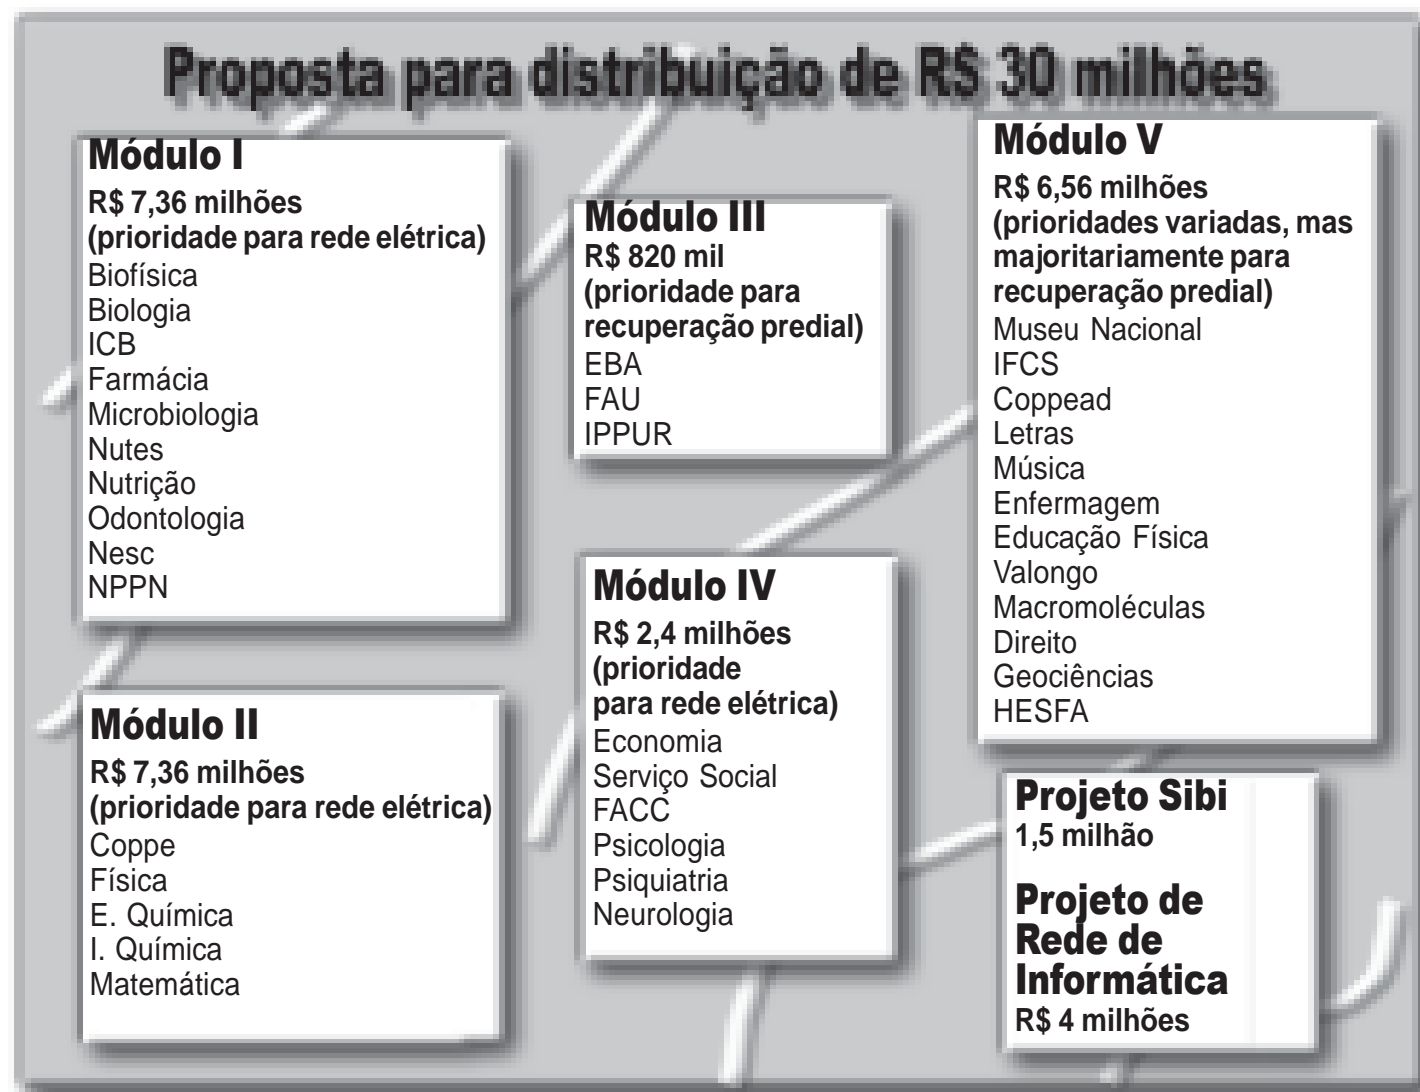 Proposta para distribuição de R$ 30 milhões
Módulo I
R$ 7,36 milhões
(prioridade para rede elétrica)
Biofísica
Biologia
ICB
Farmácia
Microbiologia
Nutes
Nutrição
Odontologia
Nesc
NPPN
Módulo II
R$ 7,36 milhões
(prioridade para rede elétrica)
Coppe
Física
E. Química
I. Química
Matemática
Módulo III
R$ 820 mil
(prioridade para
recuperação predial)
EBA
FAU
IPPUR
Módulo IV
R$ 2,4 milhões
(prioridade
para rede elétrica)
Economia
Serviço Social
FACC
Psicologia
Psiquiatria
Neurologia
Módulo V
R$ 6,56 milhões
(prioridades variadas, mas
majoritariamente para
recuperação predial)
Museu Nacional
IFCS
Coppead
Letras
Música
Enfermagem
Educação Física
Valongo
Macromoléculas
Direito
Geociências
HESFA
Projeto Sibi
1,5 milhão
Projeto de
Rede de
Informática
R$ 4 milhões